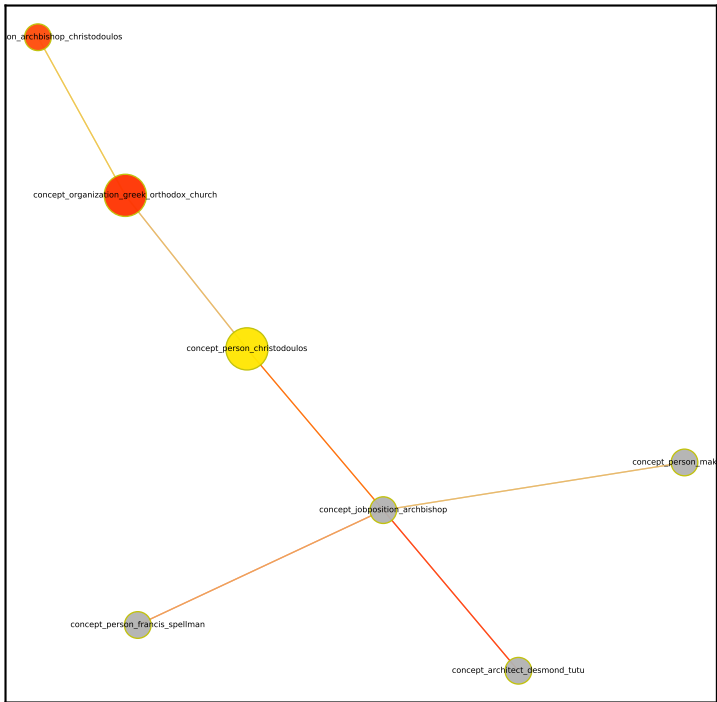 on_archbishop_christodoulos
concept_organization_greek_orthodox_church
concept_person_christodoulos
concept_person_mak
concept_jobposition_archbishop
concept_person_francis_spellman
concept_architect_desmond_tutu